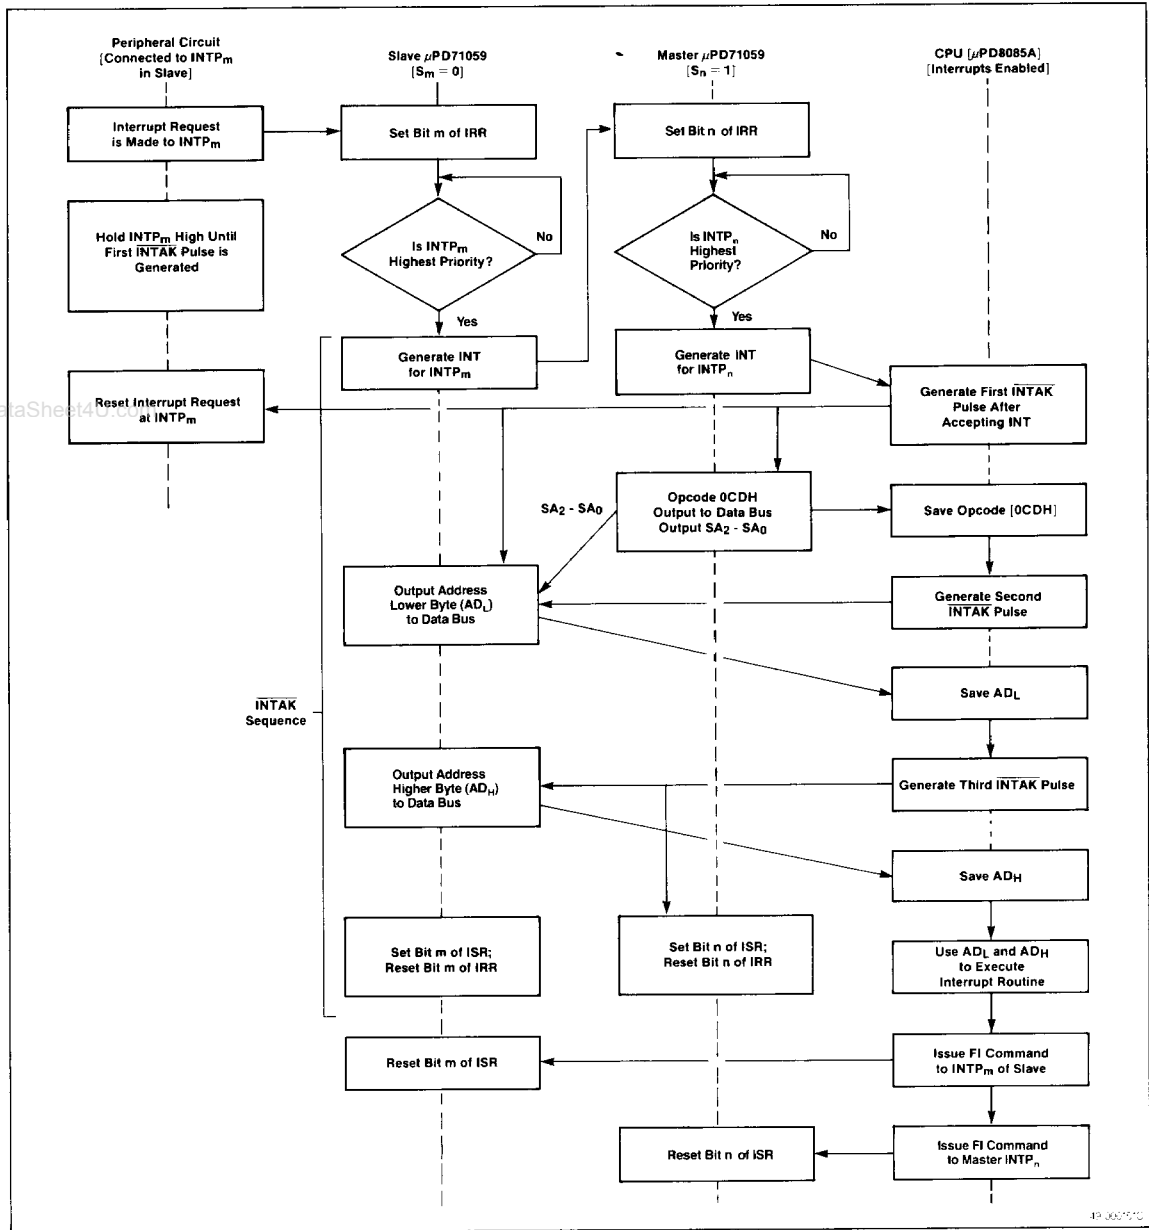 Peripheral Circuit
[Connected to INTPm
in Slave]
Slave µPD71059
[Sm = 0]
Master µPD71059
[Sn = 1]
CPU [µPD8085A]
[Interrupts Enabled]
Interrupt Request
is Made to INTPm
Set Bit m of IRR
Set Bit n of IRR
Hold INTPm High Until
First INTAK Pulse is
Generated
Is INTPm
Highest Priority?
No
Is INTPn
Highest
Priority?
No
Yes
Yes
Generate INT
for INTPm
Generate INT
for INTPn
Reset Interrupt Request
at INTPm
ataSheet4U.com
Generate First INTAK
Pulse After
Accepting INT
SA2 - SA0
Opcode 0CDH
Output to Data Bus
Output SA2 - SA0
Save Opcode [0CDH]
Output Address
Lower Byte (ADL)
to Data Bus
Generate Second
INTAK Pulse
Save ADL
INTAK
Sequence
Output Address
Higher Byte (ADH)
to Data Bus
Generate Third INTAK Pulse
Save ADH
Set Bit m of ISR;
Reset Bit m of IRR
Set Bit n of ISR;
Reset Bit n of IRR
Use ADL and ADH
to Execute
Interrupt Routine
Reset Bit m of ISR
Issue FI Command
to INTPm of Slave
Reset Bit n of ISR
Issue FI Command
to Master INTPn